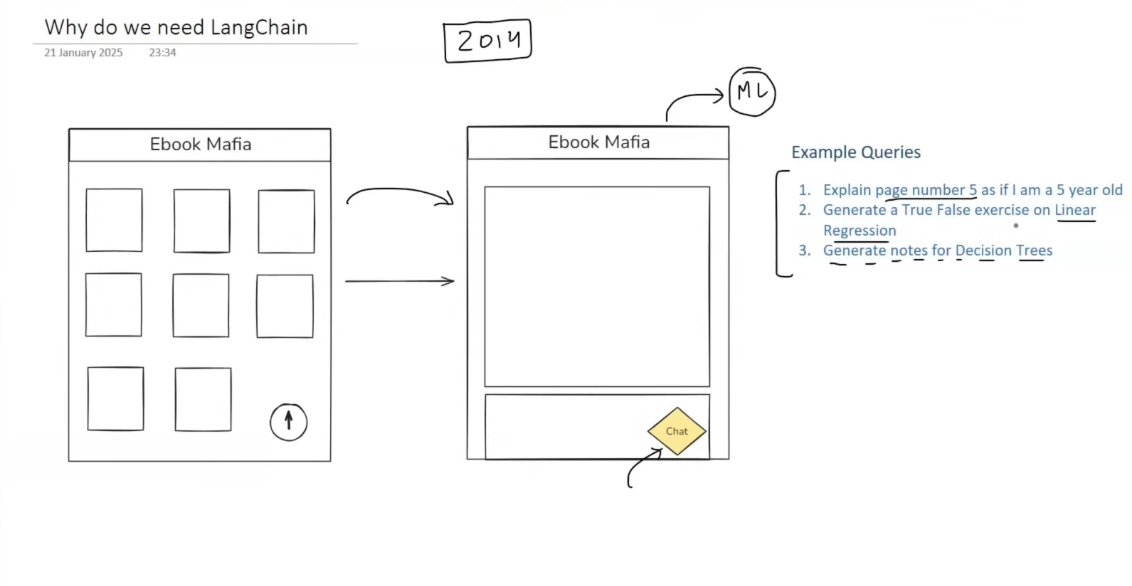 Why do we need LangChain
21 January 2025 23:34
2014
ML
Ebook Mafia
Ebook Mafia
Example Queries
1. Explain page number 5 as if I am a 5 year old
2. Generate a True False exercise on Linear
Regression
3. Generate notes for Decision Trees
Chat